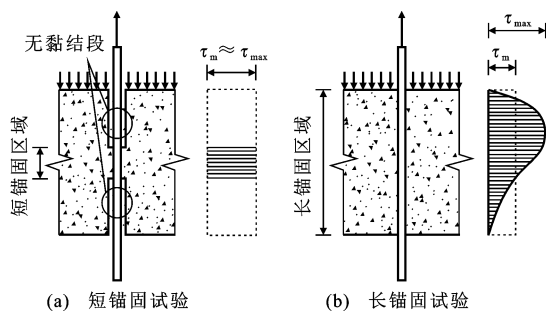 无黏结段
τm≈τmax
短锚固区域
(a) 短锚固试验
τmax
τm
长锚固区域
(b) 长锚固试验